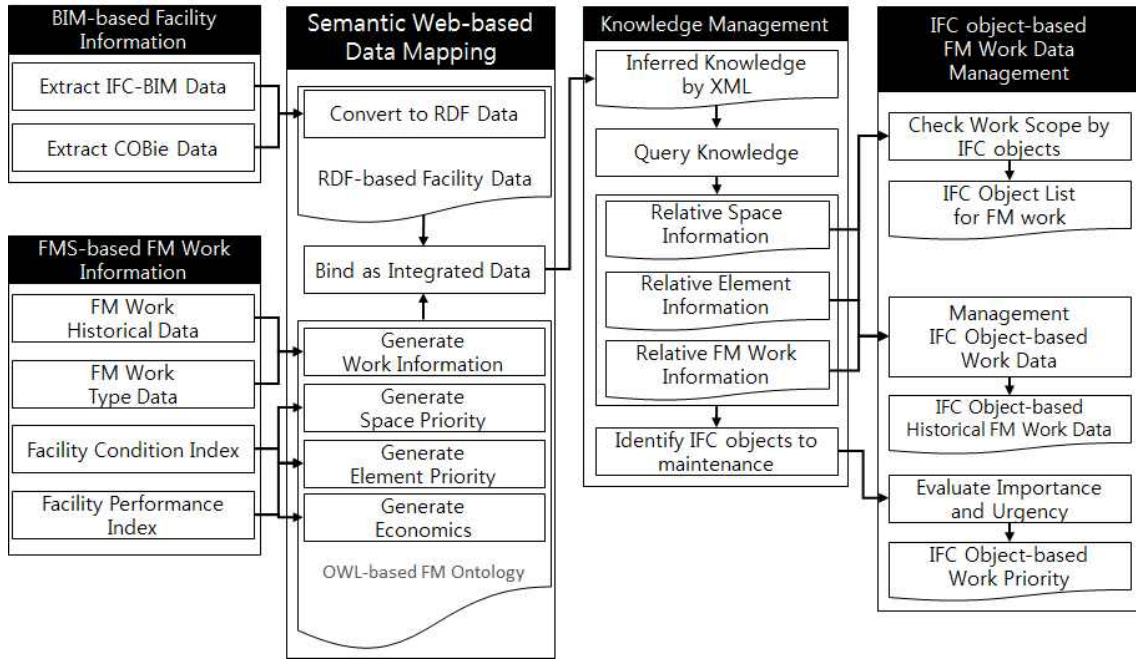 BIM-based Facility
Information
Extract IFC-BIM Data
Extract COBie Data
FMS-based FM Work
Information
FM Work
Historical Data
FM Work
Type Data
Facility Condition Index
Facility Performance
Index
Semantic Web-based
Data Mapping
Convert to RDF Data
RDF-based Facility Data
Bind as Integrated Data
Generate
Work Information
Generate
Space Priority
Generate
Element Priority
Generate
Economics
OWL-based FM Ontology
Knowledge Management
Inferred Knowledge
by XML
Query Knowledge
Relative Space
Information
Relative Element
Information
Relative FM Work
Information
Identify IFC objects to
maintenance
IFC object-based
FM Work Data
Management
Check Work Scope by
IFC objects
IFC Object List
for FM work
Management
IFC Object-based
Work Data
IFC Object-based
Historical FM Work Data
Evaluate Importance
and Urgency
IFC Object-based
Work Priority